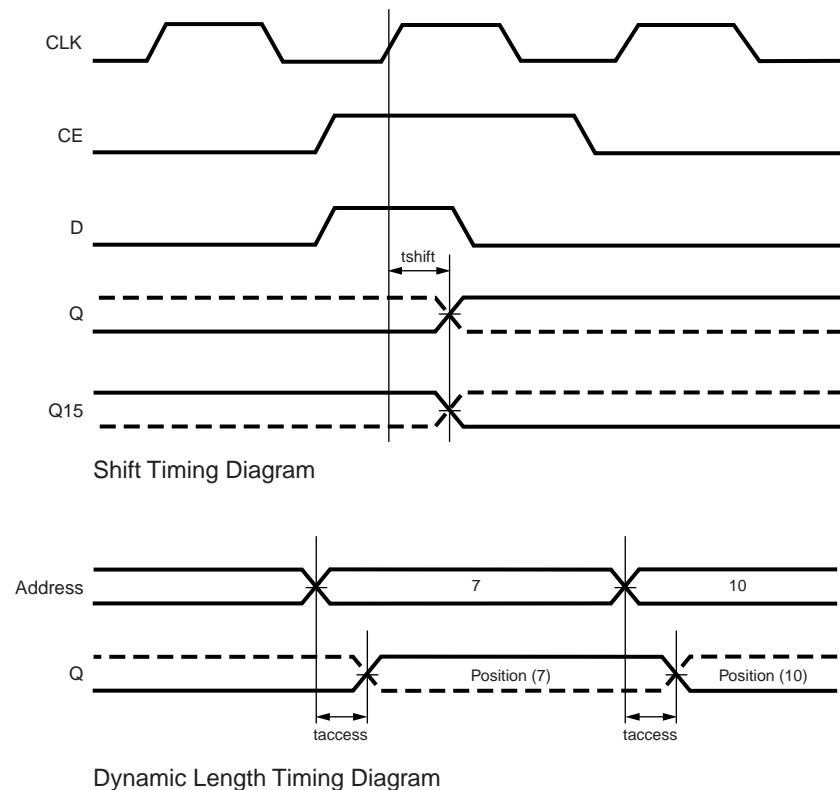 CLK
CE
D
tshift
Q
Q15
Shift Timing Diagram
Address
7
10
Q
Position (7)
Position (10)
taccess
taccess
Dynamic Length Timing Diagram